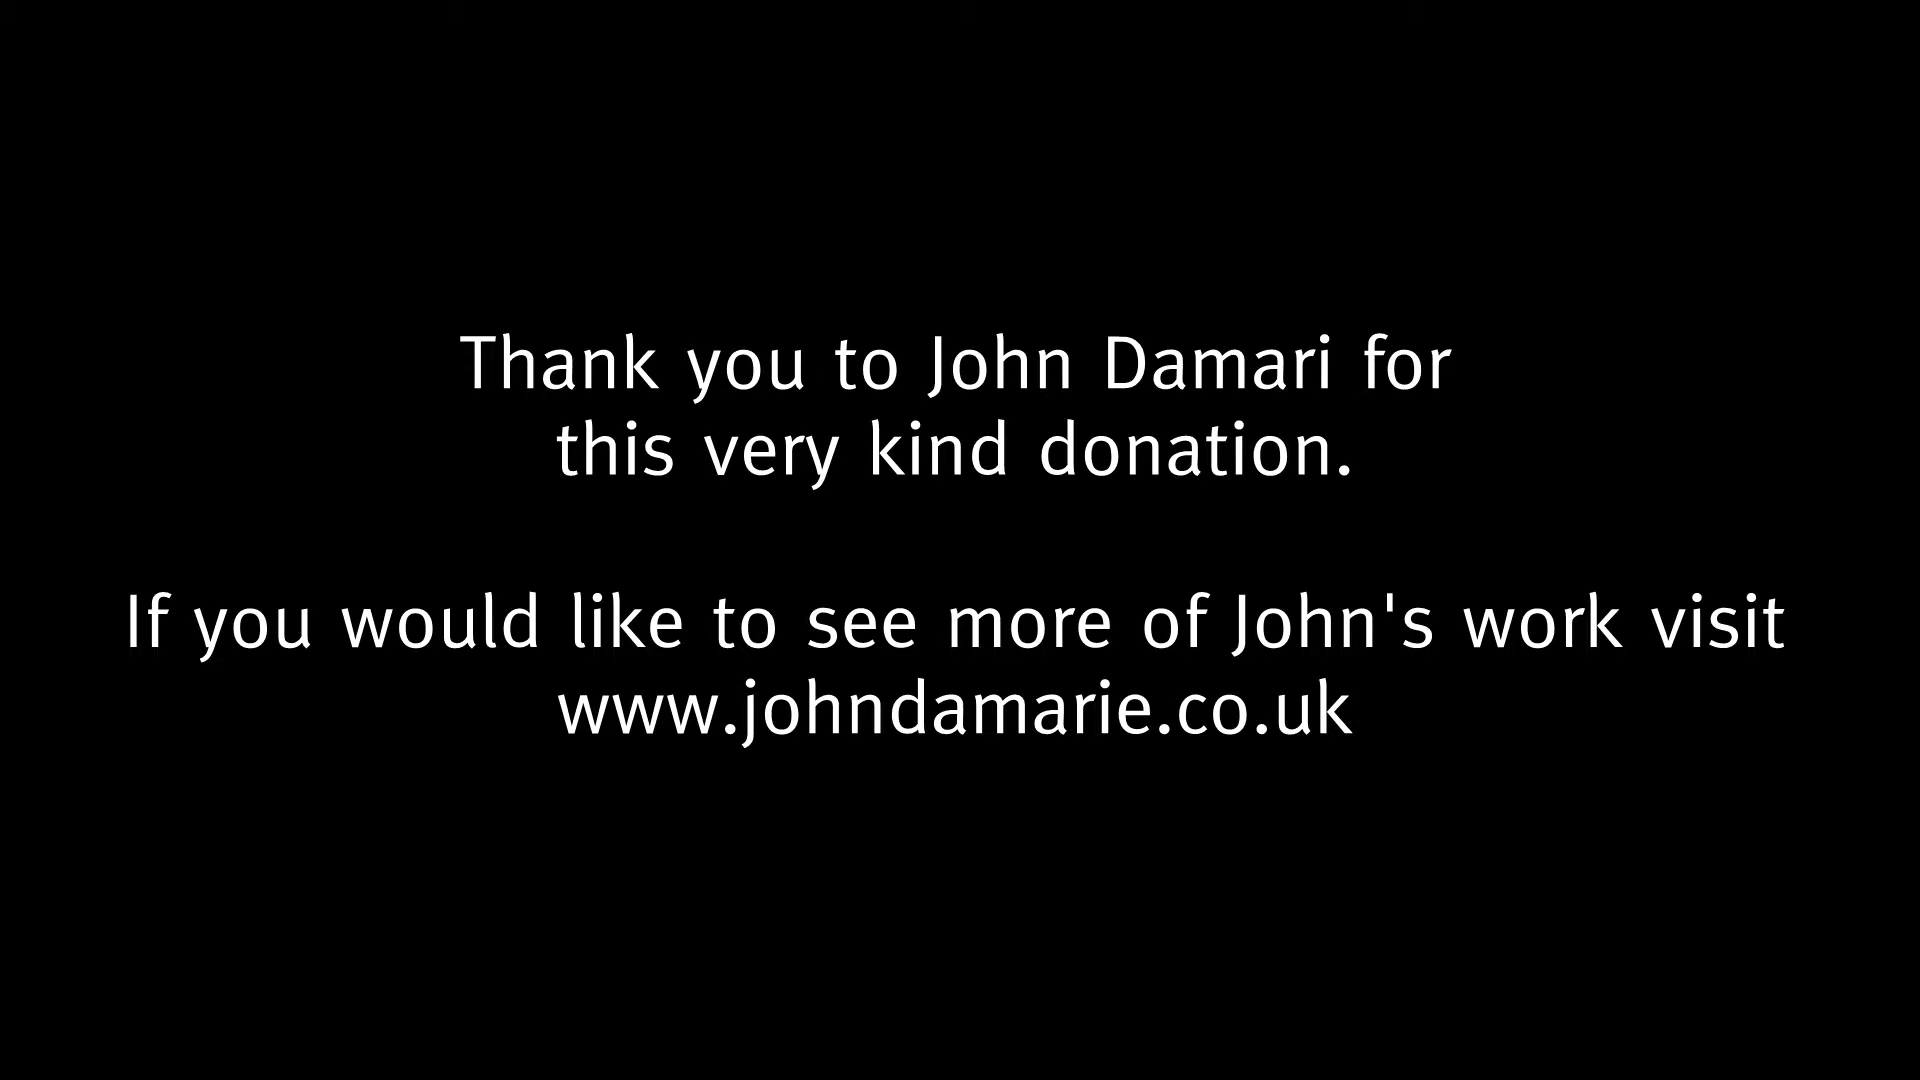 Thank you to John Damari for
this very kind donation.
If you would like to see more of John's work visit
www.johndamarie.co.uk